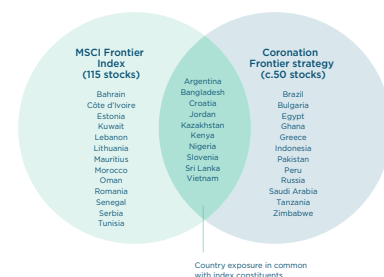 MSCI Frontier
Index
(115 stocks)
Bahrain
Côte d'Ivoire
Estonia
Kuwait
Lebanon
Lithuania
Mauritius
Morocco
Oman
Romania
Senegal
Serbia
Tunisia
Argentina
Bangladesh
Croatia
Jordan
Kazakhstan
Kenya
Nigeria
Slovenia
Sri Lanka
Vietnam
Coronation
Frontier strategy
(c.50 stocks)
Brazil
Bulgaria
Egypt
Ghana
Greece
Indonesia
Pakistan
Peru
Russia
Saudi Arabia
Tanzania
Zimbabwe
Country exposure in common
with index constituents